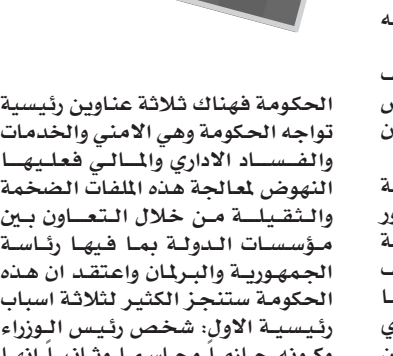 الحكومة فهناك ثلاثة عناوين رئيسية
تواجه الحكومة وهي الامني والخدمات
والفساد الاداري والمالي فعليها
النهوض لمعالجة هذه الملفات الضخمة
والثقيلة من خلال التعاون بين
مؤسسات الدولة بما فيها رئاسة
الجمهورية والبرلمان واعتقد ان هذه
الحكومة ستنجز الكثير لثلاثة اسباب
رئيسية الاول: شخص رئيس الوزراء